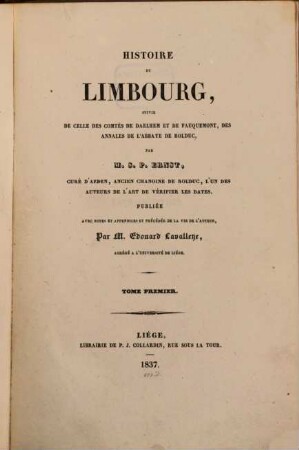 HISTOIRE
DU
LIMBOURG,
SUIVIE
DE CELLE DES COMTÉS DE DAELHEM ET DE FAUQUEMONT, DES
ANNALES DE L'ABBAYE DE ROLDUC,
PAR
M. S. P. ERNST,
CURÉ D'AFDEN, ANCIEN CHANOINE DE ROLDUC, L'UN DES
AUTEURS DE L'ART DE VÉRIFIER LES DATES.
PUBLIÉE
AVEC NOTES ET APPENDICES ET PRÉCÉDÉE DE LA VIE DE L'AUTEUR,
Par M. Edouard Lavalleye,
AGRÉGÉ A L'UNIVERSITÉ DE LIÉGE.
TOME PREMIER.
LIÉGE,
LIBRAIRIE DE P. J. COLLARDIN, RUE SOUS LA TOUR.
1837.